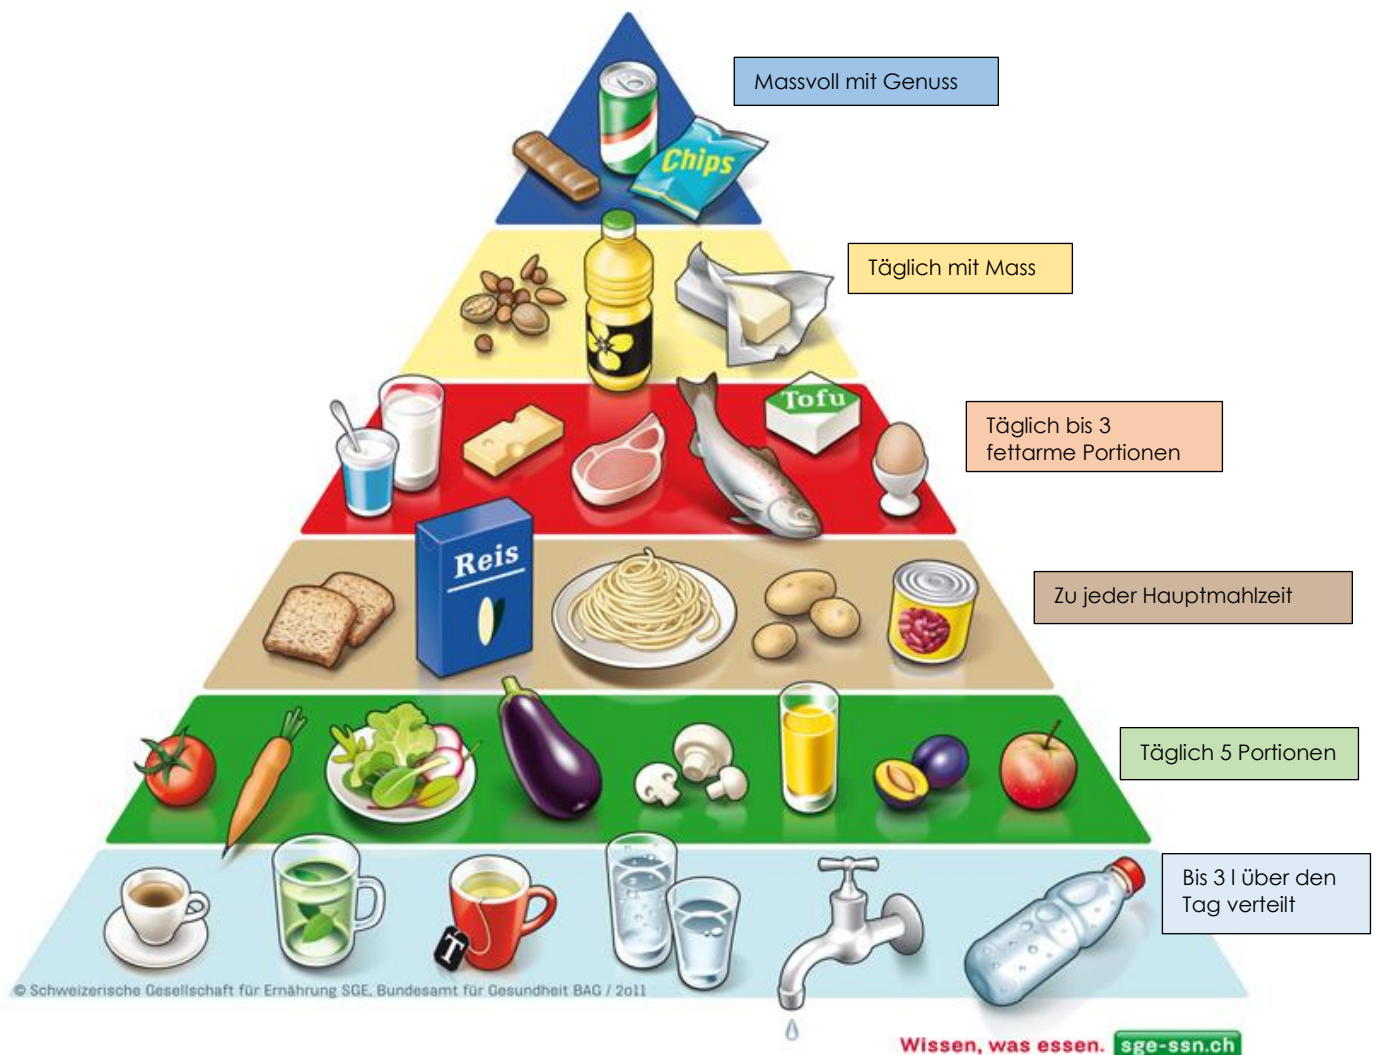 Massvoll mit Genuss
Chips
Täglich mit Mass
Tofu
Täglich bis 3
fettarme Portionen
Reis
Zu jeder Hauptmahlzeit
Täglich 5 Portionen
Bis 3 l über den
Tag verteilt
T
© Schweizerische Gesellschaft für Ernährung SGE, Bundesamt für Gesundheit BAG / 2011
Wissen, was essen. sge-ssn.ch